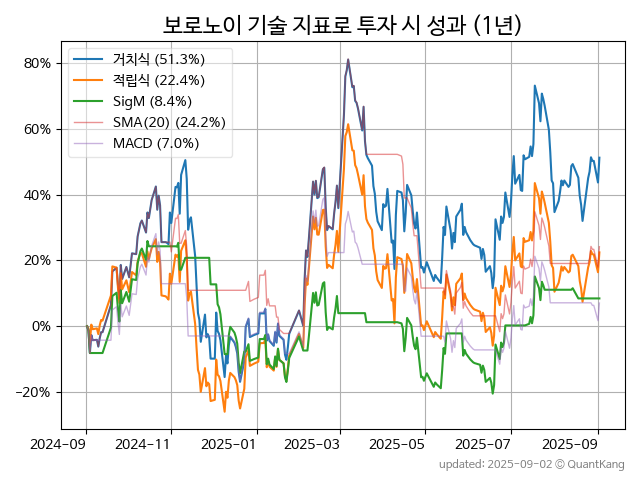 보로노이 기술 지표로 투자 시 성과 (1년)
거치식 (51.3%)
적립식 (22.4%)
SigM (8.4%)
SMA(20) (24.2%)
MACD (7.0%)
80%
60%
40%
20%
0%
−20%
2024-09 2024-11 2025-01 2025-03 2025-05 2025-07 2025-09
updated: 2025-09-02 © QuantKang